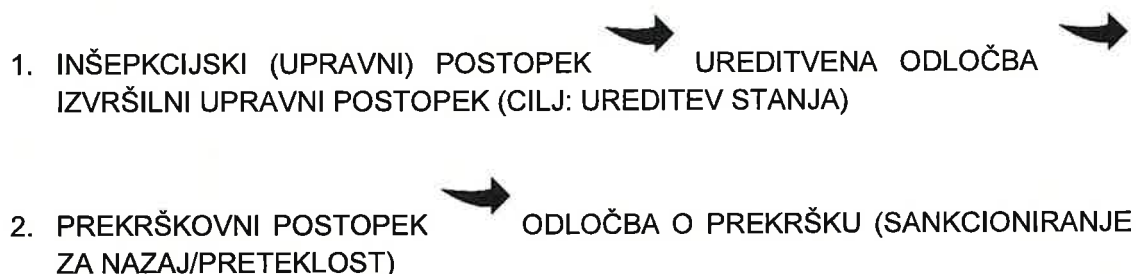 1. INŠEPKCIJSKI (UPRAVNI) POSTOPEK UREDITVENA ODLOČBA
IZVRŠILNI UPRAVNI POSTOPEK (CILJ: UREDITEV STANJA)
2. PREKRŠKOVNI POSTOPEK ODLOČBA O PREKRŠKU (SANKCIONIRANJE
ZA NAZAJ/PRETEKLOST)